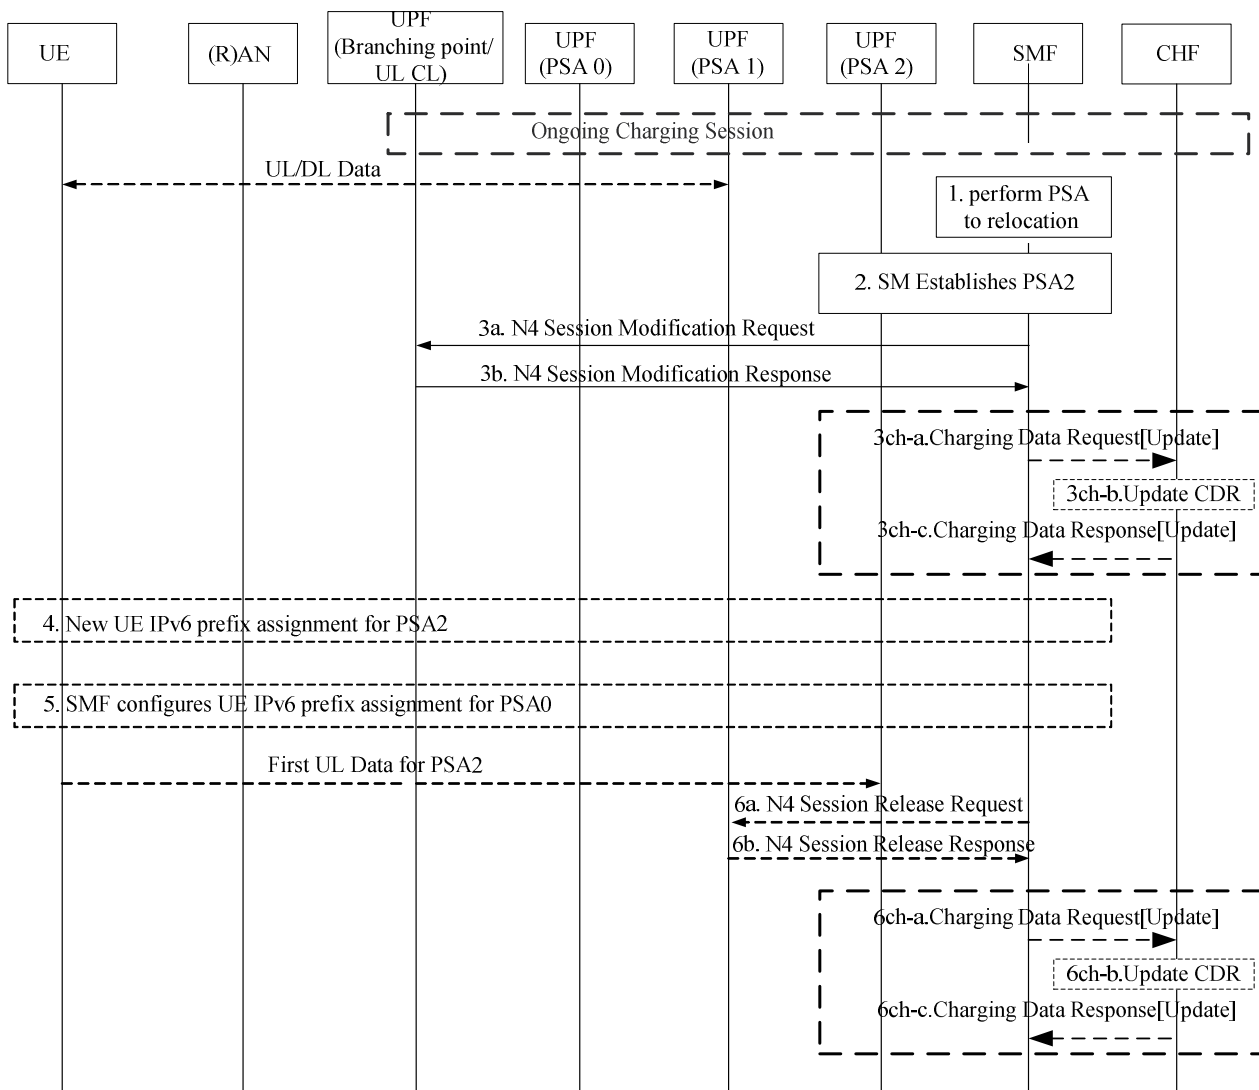 UE
(R)AN
UPF
(Branching point/
UL CL)
UPF
(PSA 0)
UPF
(PSA 1)
UPF
(PSA 2)
SMF
CHF
Ongoing Charging Session
UL/DL Data
1. perform PSA
to relocation
2. SM Establishes PSA2
3a. N4 Session Modification Request
3b. N4 Session Modification Response
3ch-a.Charging Data Request[Update]
3ch-b.Update CDR
3ch-c.Charging Data Response[Update]
4. New UE IPv6 prefix assignment for PSA2
5. SMF configures UE IPv6 prefix assignment for PSA0
First UL Data for PSA2
6a. N4 Session Release Request
6b. N4 Session Release Response
6ch-a.Charging Data Request[Update]
6ch-b.Update CDR
6ch-c.Charging Data Response[Update]